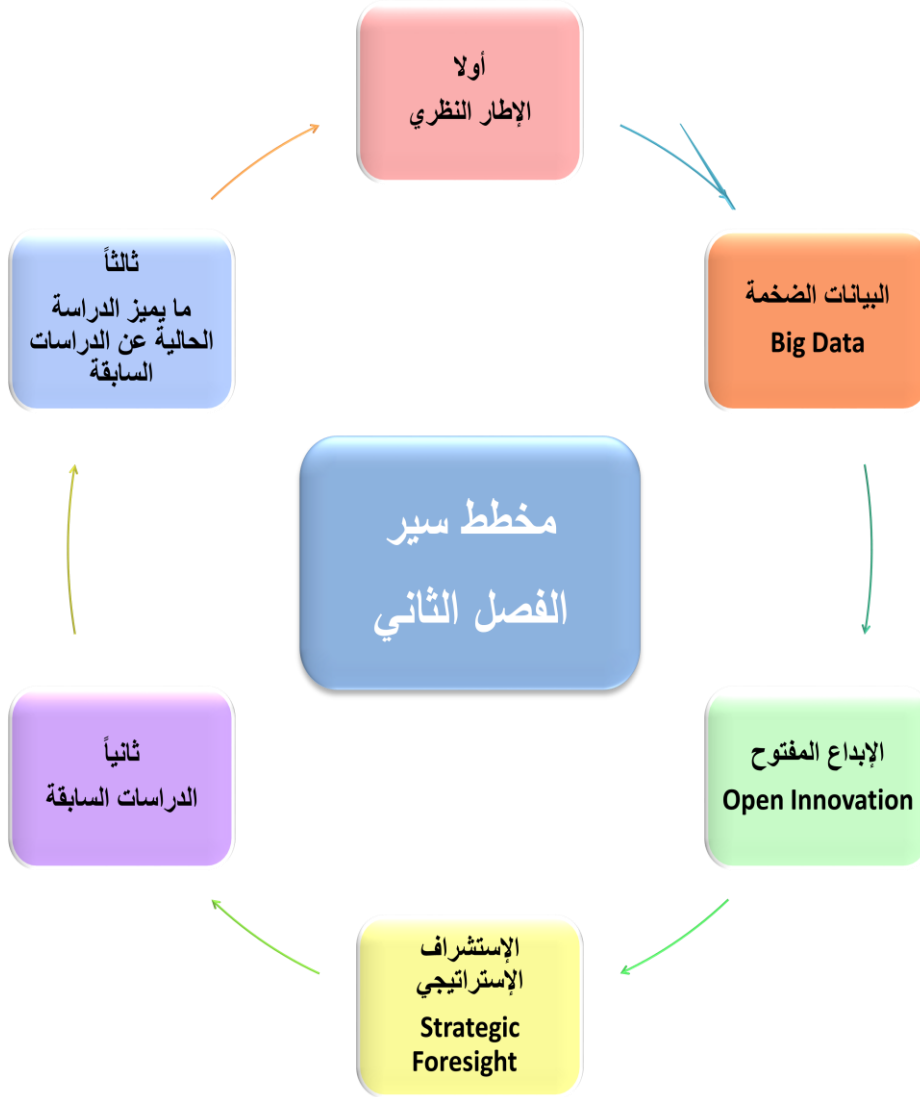 أولا
الإطار النظري
البيانات الضخمة
Big Data
الإبداع المفتوح
Open Innovation
الإستشراف
الإستراتيجي
Strategic
Foresight
ثانياً
الدراسات السابقة
ثالثاً
ما يميز الدراسة
الحالية عن الدراسات
السابقة
مخطط سير
الفصل الثاني